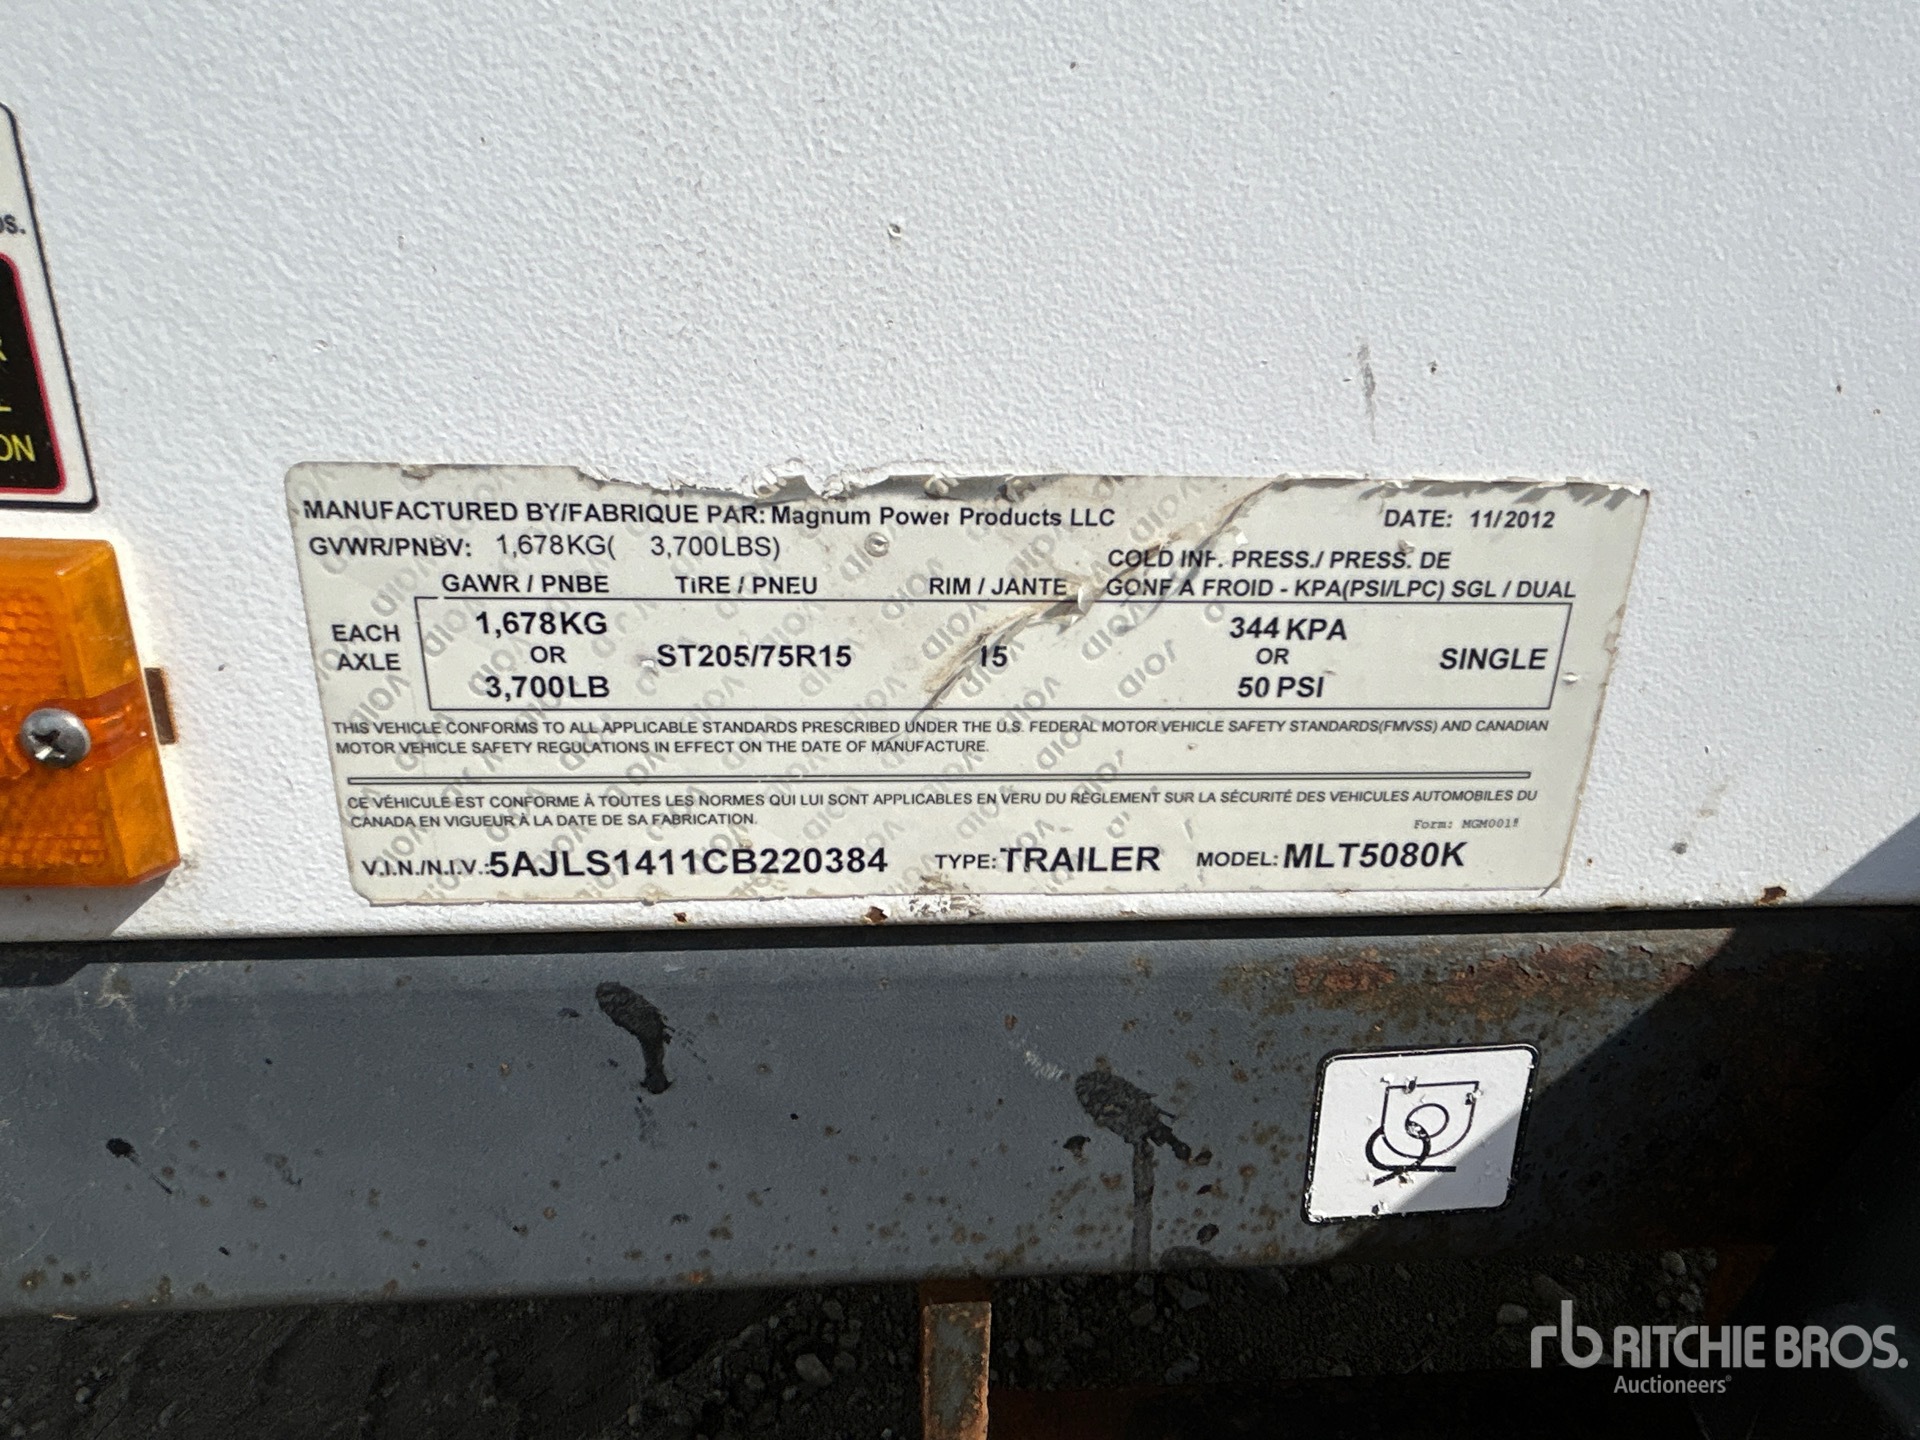 os.
ON
MANUFACTURED BY/FABRIQUE PAR: Magnum Power Products LLC DATE: 11/2012
GVWR/PNBV: 1,678KG( 3,700LBS)
COLD INF. PRESS./ PRESS. DE
GAWR / PNBE TIRE / PNEU RIM / JANTE GONF A FROID - KPA(PSI/LPC) SGL / DUAL
EACH AXLE 1,678KG OR 3,700LB ST205/75R15 15 344 KPA OR 50 PSI SINGLE
THIS VEHICLE CONFORMS TO ALL APPLICABLE STANDARDS PRESCRIBED UNDER THE U.S. FEDERAL MOTOR VEHICLE SAFETY STANDARDS(FMVSS) AND CANADIAN
MOTOR VEHICLE SAFETY REGULATIONS IN EFFECT ON THE DATE OF MANUFACTURE.
CE VÉHICULE EST CONFORME À TOUTES LES NORMES QUI LUI SONT APPLICABLES EN VERU DU RÈGLEMENT SUR LA SÉCURITÉ DES VEHICULES AUTOMOBILES DU
CANADA EN VIGUEUR À LA DATE DE SA FABRICATION.
Form:
V.I.N./N.I.V.:5AJLS1411CB220384 TYPE: TRAILER MODEL: MLT5080K
rb RITCHIE BROS.
Auctioneers